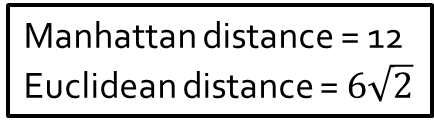 Manhattan distance = 12
Euclidean distance = 6√2